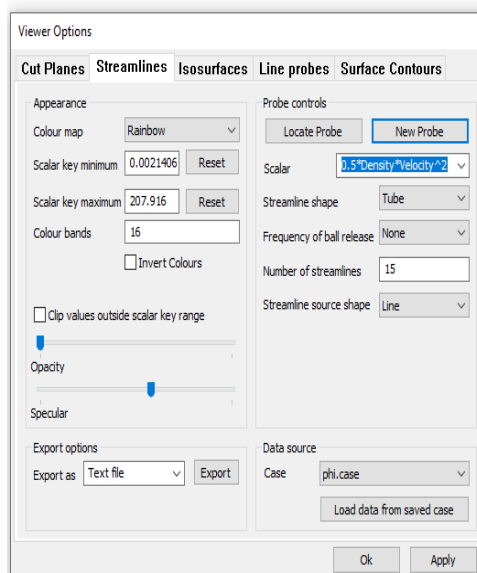 Viewer Options
Cut Planes Streamlines Isosurfaces Line probes Surface Contours
Appearance
Colour map Rainbow
Scalar key minimum 0.0021406 Reset
Scalar key maximum 207.916 Reset
Colour bands 16
Invert Colours
Clip values outside scalar key range
Opacity
Specular
Export options
Export as Text file Export
Probe controls
Locate Probe New Probe
Scalar 0.5*Density*Velocity^2
Streamline shape Tube
Frequency of ball release None
Number of streamlines 15
Streamline source shape Line
Data source
Case phi.case
Load data from saved case
Ok Apply